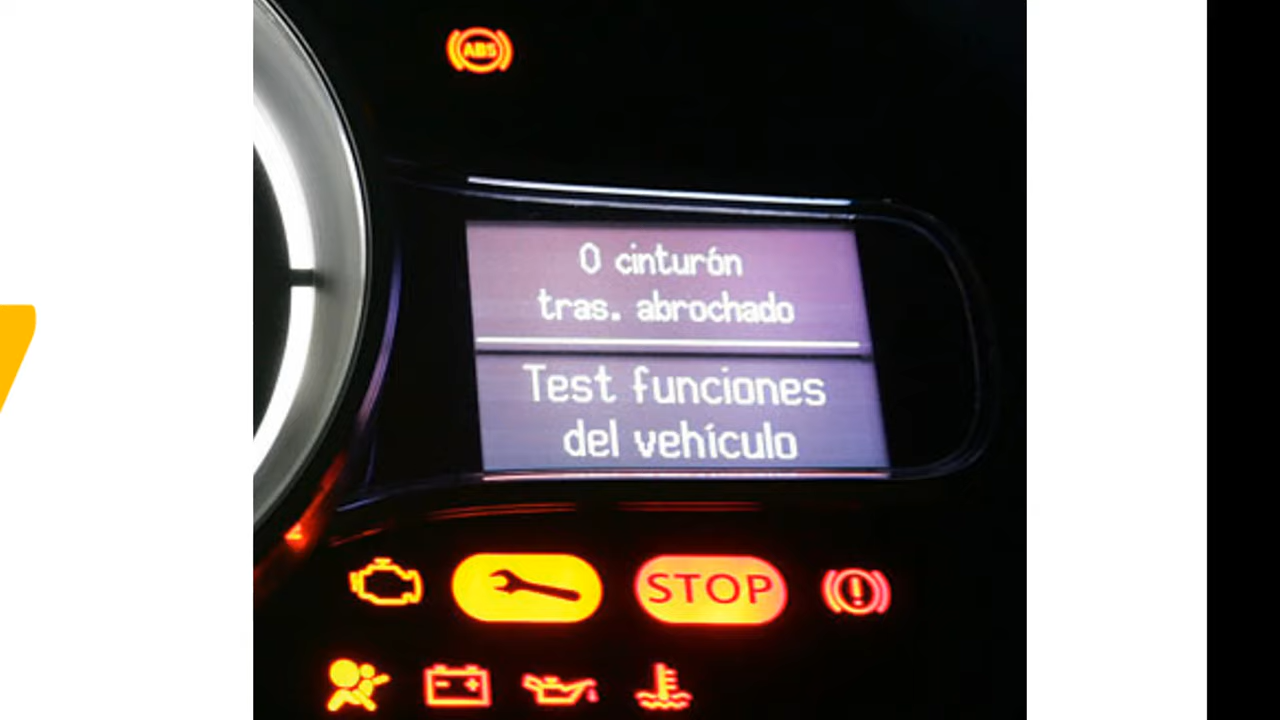 ABS
0 cinturón
tras. abrochado
Test funciones
del vehículo
STOP